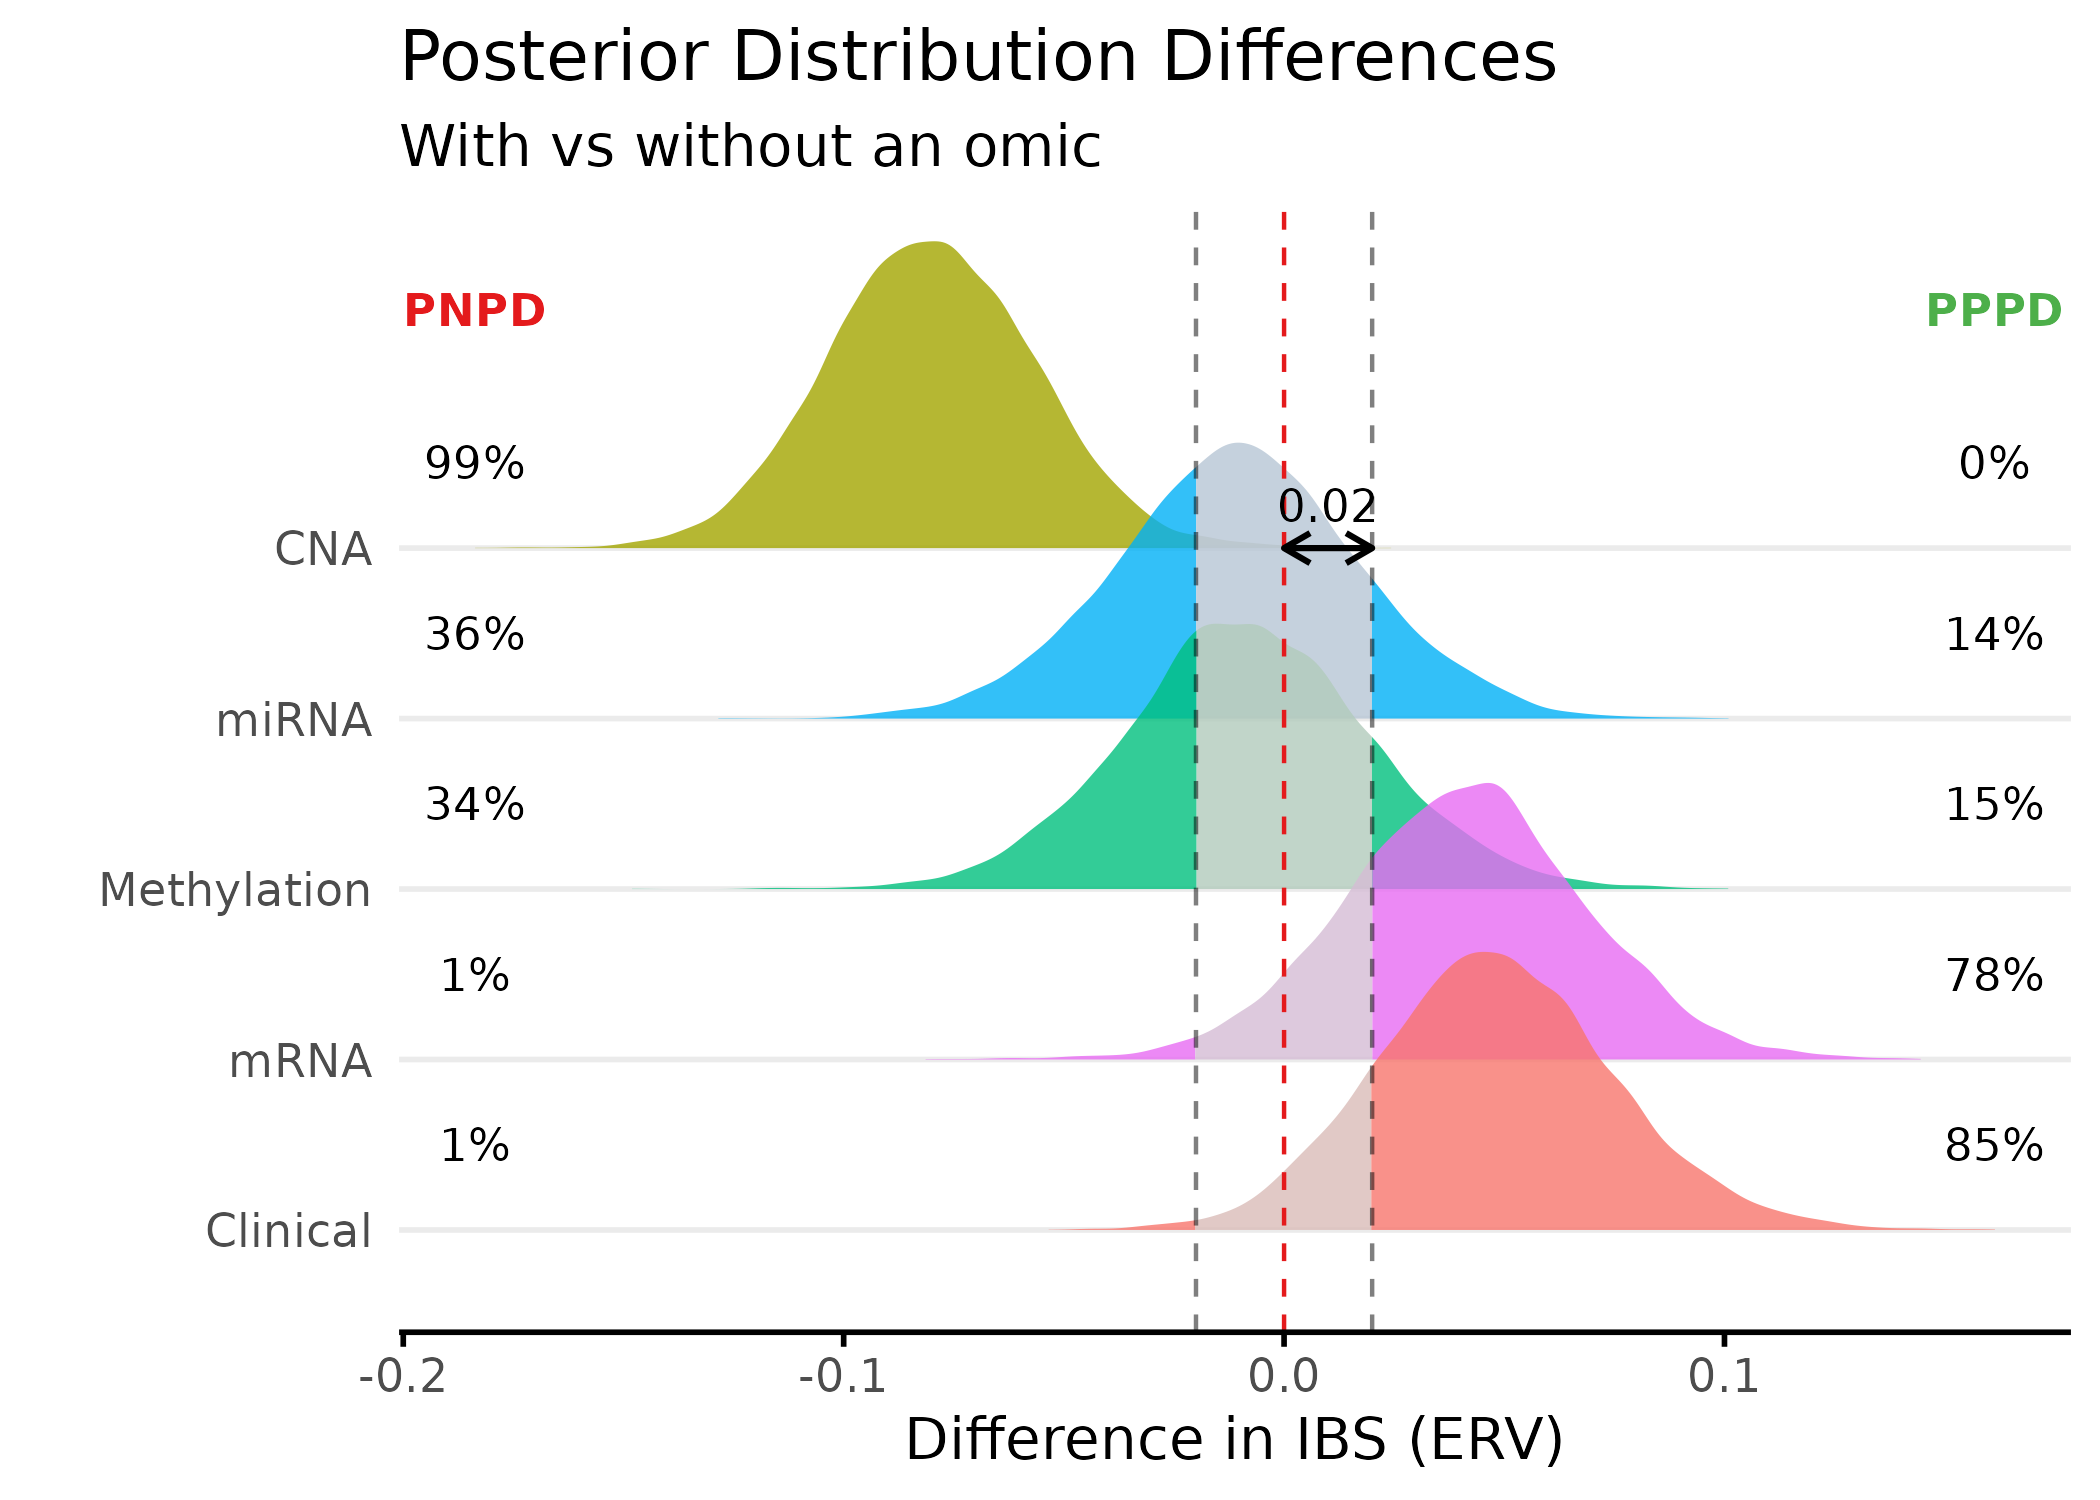 Posterior Distribution Differences
With vs without an omic
PNPD PPPD
99% 0%
0.02
CNA
36% 14%
miRNA
34% 15%
Methylation
1% 78%
mRNA
1% 85%
Clinical
-0.2 -0.1 0.0 0.1
Difference in IBS (ERV)